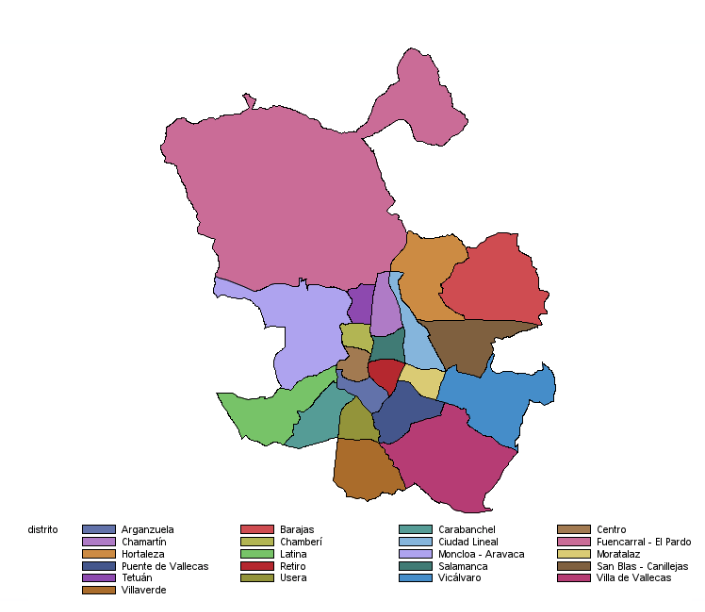 distrito Arganzuela Barajas Carabanchel Centro
Chamartín Chamberí Ciudad Lineal Fuencarral - El Pardo
Hortaleza Latina Moncloa - Aravaca Moratalaz
Puente de Vallecas Retiro Salamanca San Blas - Canillejas
Tetuán Usera Vicálvaro Villa de Vallecas
Villaverde